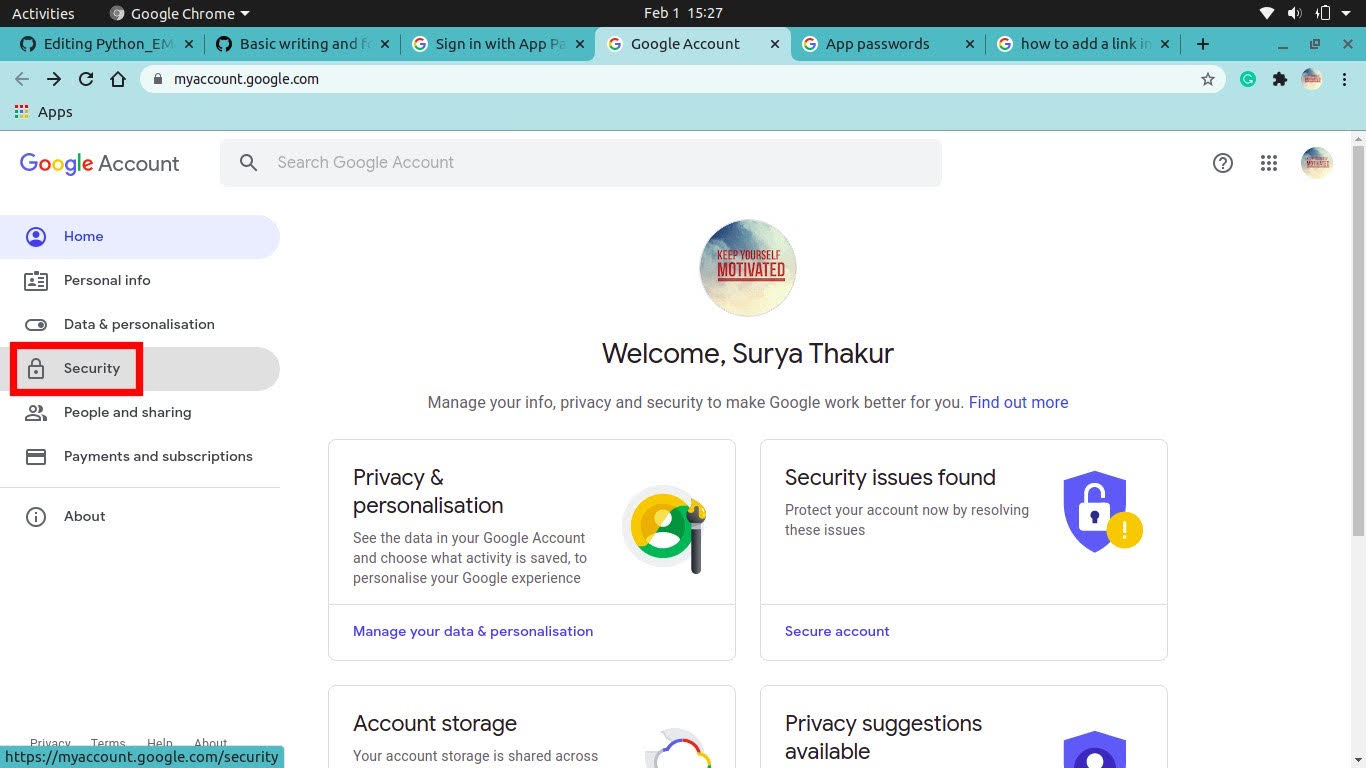 Activities
Google Chrome
Feb 1 15:27
Editing Python_EM
Basic writing and f
Sign in with App Pa
Google Account
App passwords
how to add a link in
myaccount.google.com
Apps
Google Account
Search Google Account
Home
Personal info
Data & personalisation
Security
People and sharing
Payments and subscriptions
About
KEEP YOURSELF
MOTIVATED
Welcome, Surya Thakur
Manage your info, privacy and security to make Google work better for you. Find out more
Privacy &
personalisation
See the data in your Google Account
and choose what activity is saved, to
personalise your Google experience
Manage your data & personalisation
Security issues found
Protect your account now by resolving
these issues
Secure account
Account storage
Your account storage is shared across
Privacy suggestions
available
Privacy Terms Help About
https://myaccount.google.com/security